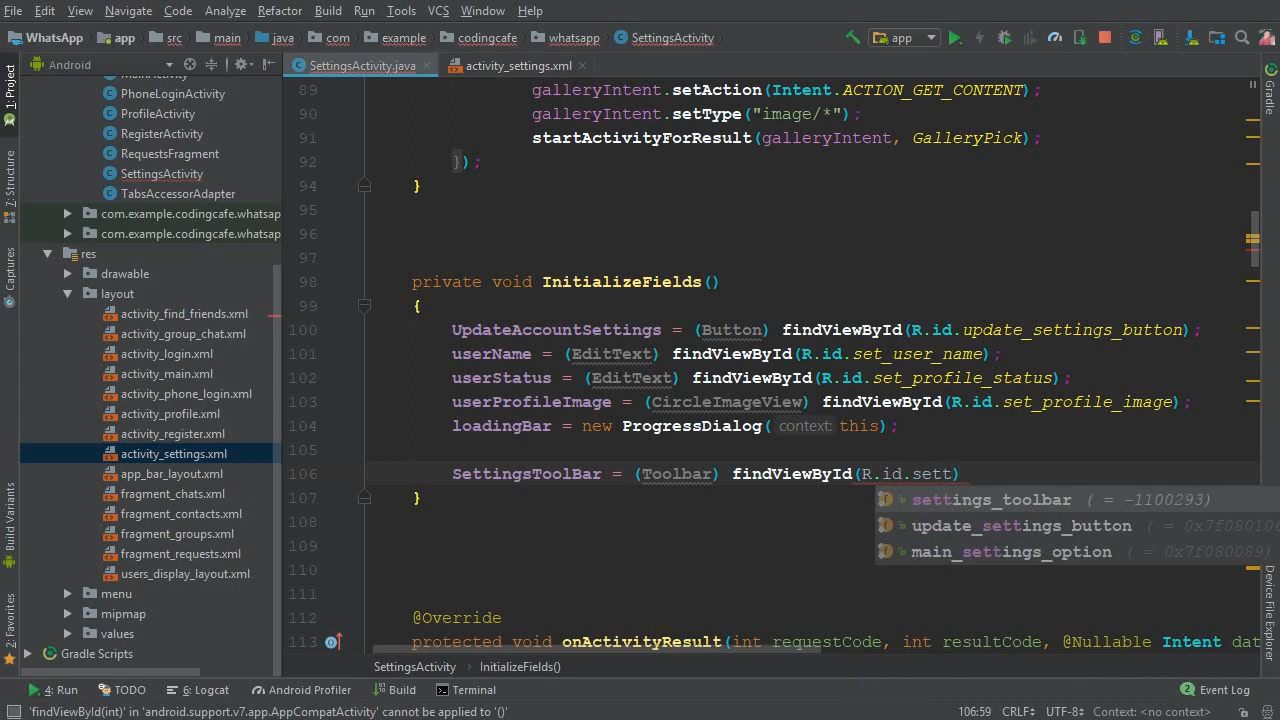 File Edit View Navigate Code Analyze Refactor Build Run Tools VCS Window Help
WhatsApp app src main java com example codingcafe whatsapp SettingsActivity app
Android SettingsActivity.java activity_settings.xml
1: Project
Z: Structure
Captures
Build Variants
2: Favorites
PhoneLoginActivity
ProfileActivity
RegisterActivity
RequestsFragment
SettingsActivity
TabsAccessorAdapter
com.example.codingcafe.whatsap
com.example.codingcafe.whatsap
res
drawable
layout
activity_find_friends.xml
activity_group_chat.xml
activity_login.xml
activity_main.xml
activity_phone_login.xml
activity_profile.xml
activity_register.xml
activity_settings.xml
app_bar_layout.xml
fragment_chats.xml
fragment_contacts.xml
fragment_groups.xml
fragment_requests.xml
users_display_layout.xml
menu
mipmap
values
Gradle Scripts
89 galleryIntent.setAction(Intent.ACTION_GET_CONTENT);
90 galleryIntent.setType("image/*");
91 startActivityForResult(galleryIntent, GalleryPick);
92 });
94 }
95
96
97
98 private void InitializeFields()
99 {
100 UpdateAccountSettings = (Button) findViewById(R.id.update_settings_button);
101 userName = (EditText) findViewById(R.id.set_user_name);
102 userStatus = (EditText) findViewById(R.id.set_profile_status);
103 userProfileImage = (CircleImageView) findViewById(R.id.set_profile_image);
104 loadingBar = new ProgressDialog( context: this);
105
106 SettingsToolBar = (Toolbar) findViewById(R.id.sett)
107 }
settings_toolbar ( = -1100293)
update_settings_button
main_settings_option ( = 0x7f080089)
108
109
110
111
112 @Override
113 protected void onActivityResult(int requestCode, int resultCode, @Nullable Intent dat
SettingsActivity InitializeFields()
Gradle
Device File Explorer
4: Run TODO 6: Logcat Android Profiler Build Terminal 2 Event Log
'findViewById(int)' in 'android.support.v7.app.AppCompatActivity' cannot be applied to '()' 106:59 CRLF UTF-8 Context: <no context>